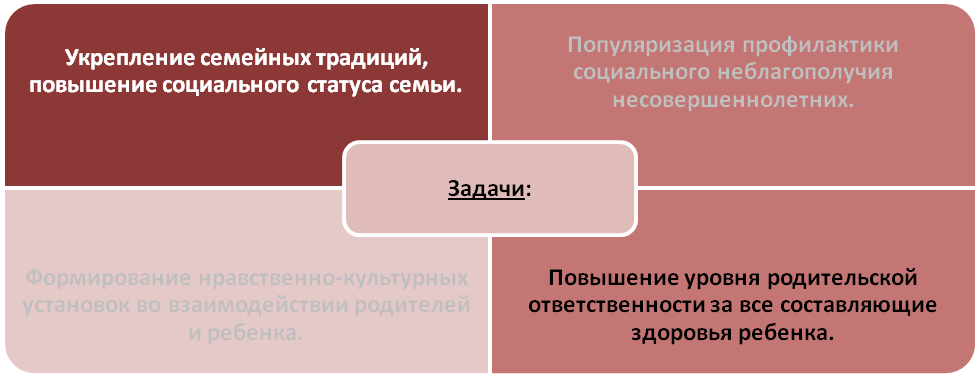 Укрепление семейных традиций,
повышение социального статуса семьи.
Популяризация профилактики
социального неблагополучия
несовершеннолетних.
Задачи:
Формирование нравственно-культурных
установок во взаимодействии родителей
и ребенка.
Повышение уровня родительской
ответственности за все составляющие
здоровья ребенка.